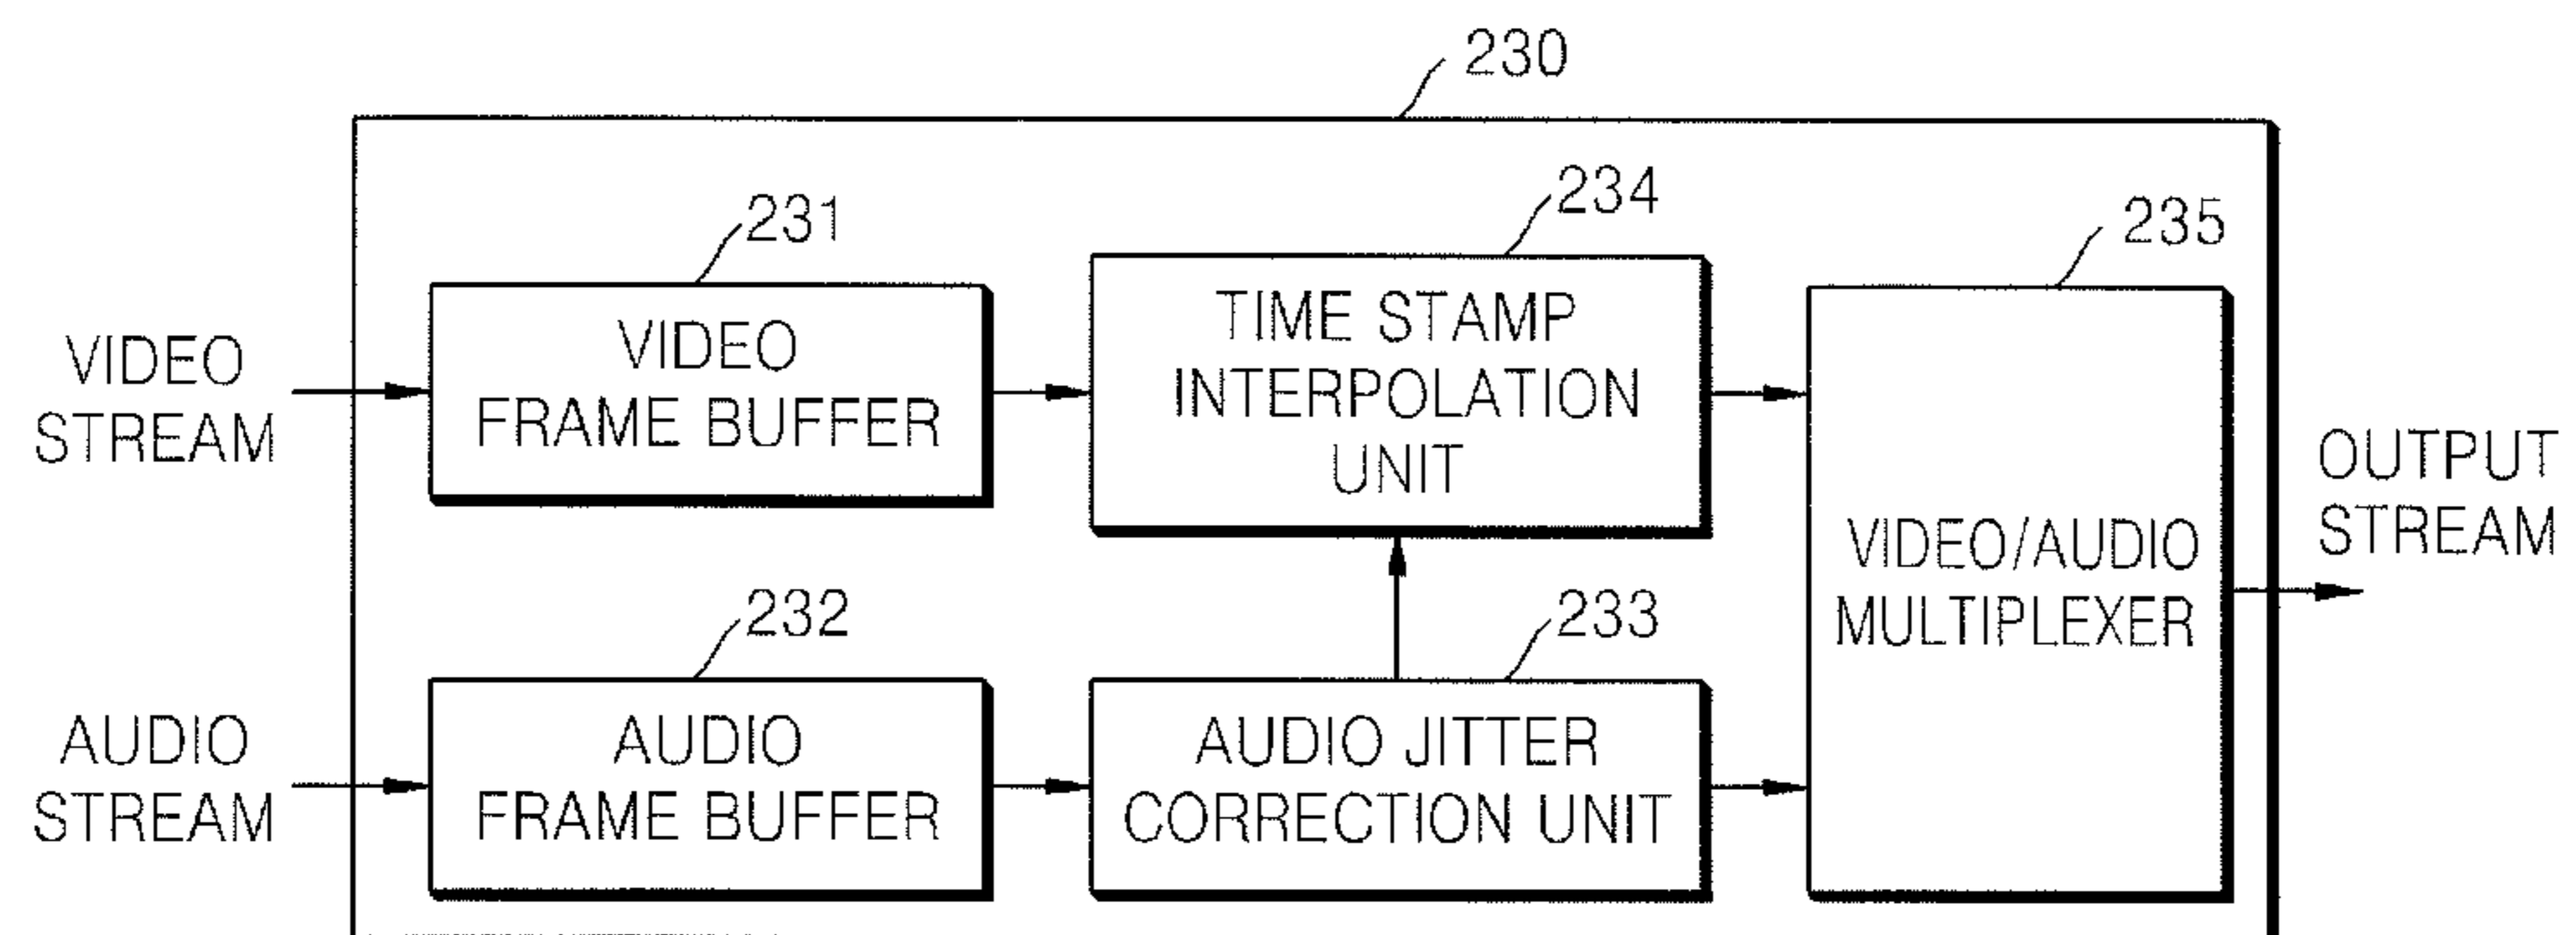 230
231
234
235
VIDEO
STREAM
VIDEO
FRAME BUFFER
TIME STAMP
INTERPOLATION
UNIT
VIDEO/AUDIO
MULTIPLEXER
OUTPUT
STREAM
232
233
AUDIO
STREAM
AUDIO
FRAME BUFFER
AUDIO JITTER
CORRECTION UNIT